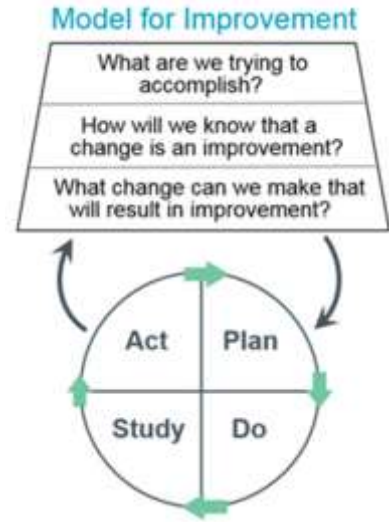 Model for Improvement
What are we trying to
accomplish?
How will we know that a
change is an improvement?
What change can we make that
will result in improvement?
Act Plan
Study Do